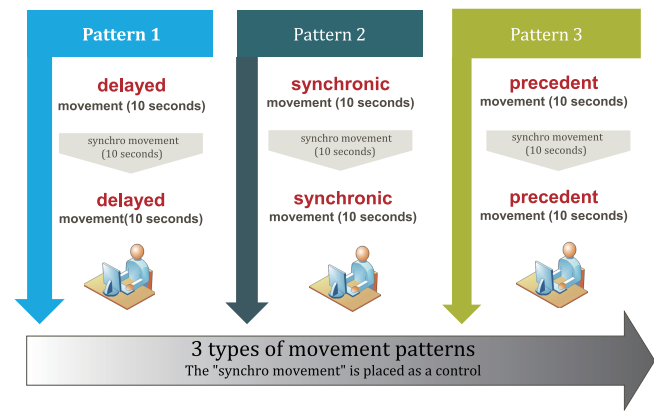 Pattern 1
delayed
movement (10 seconds)
synchro movement
(10 seconds)
delayed
movement(10 seconds)
Pattern 2
synchronic
movement (10 seconds)
synchro movement
(10 seconds)
synchronic
movement (10 seconds)
Pattern 3
precedent
movement (10 seconds)
synchro movement
(10 seconds)
precedent
movement (10 seconds)
3 types of movement patterns
The "synchro movement" is placed as a control